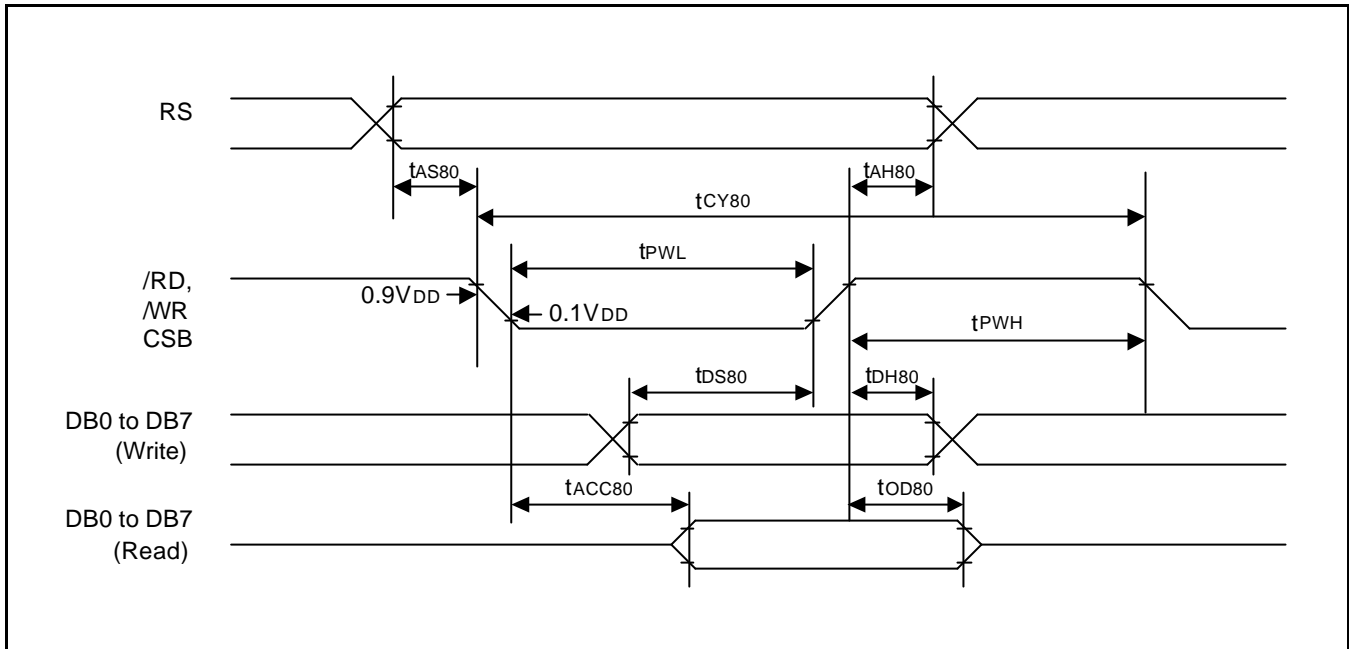 RS
tAS80
tAH80
tCY80
tPWL
/RD,
/WR
CSB
0.9VDD
0.1VDD
tPWH
tDS80
tDH80
DB0 to DB7
(Write)
tACC80
tOD80
DB0 to DB7
(Read)